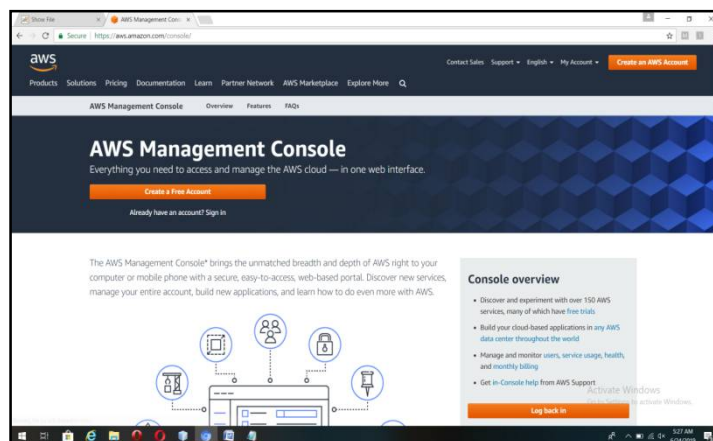 Show File
AWS Management Cons
Secure | https://aws.amazon.com/console/
aws
Contact Sales Support English My Account Create an AWS Account
Products Solutions Pricing Documentation Learn Partner Network AWS Marketplace Explore More
AWS Management Console Overview Features FAQs
AWS Management Console
Everything you need to access and manage the AWS cloud — in one web interface.
Create a Free Account
Already have an account? Sign in
The AWS Management Console* brings the unmatched breadth and depth of AWS right to your
computer or mobile phone with a secure, easy-to-access, web-based portal. Discover new services,
manage your entire account, build new applications, and learn how to do even more with AWS.
Console overview
• Discover and experiment with over 150 AWS
services, many of which have free trials
• Build your cloud-based applications in any AWS
data center throughout the world
• Manage and monitor users, service usage, health,
and monthly billing
• Get in-Console help from AWS Support
Activate Windows
Go to Settings to activate Windows.
Log back in
5:27 AM